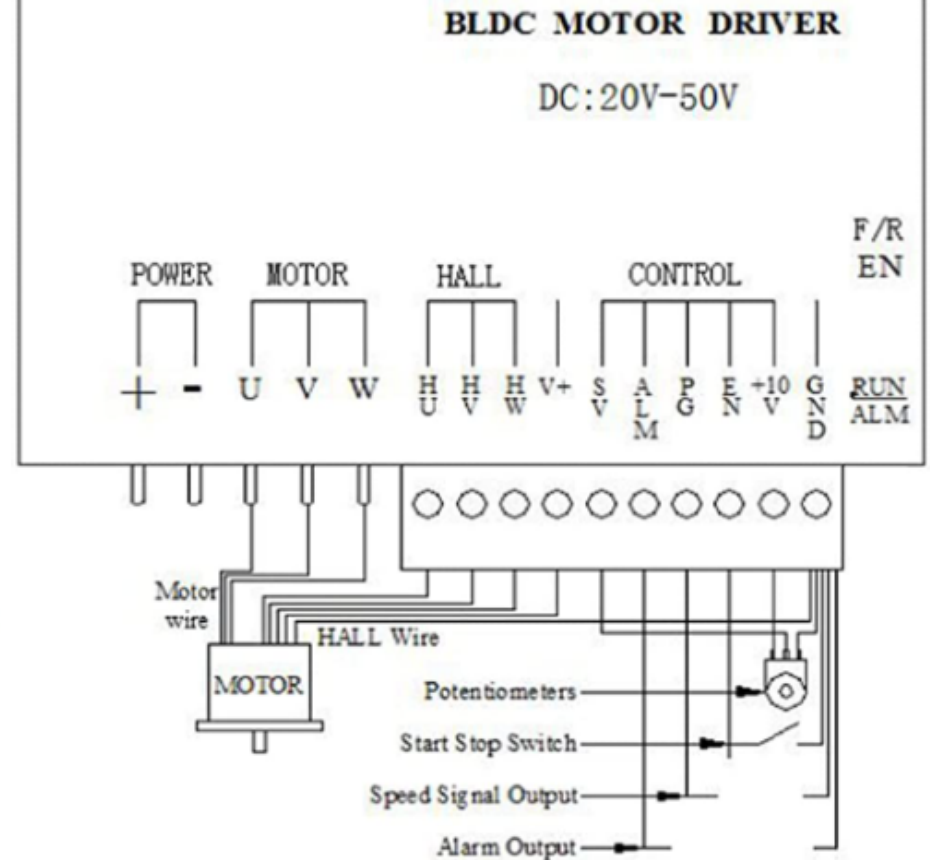 BLDC MOTOR DRIVER
DC:20V-50V
F/R
EN
POWER MOTOR HALL CONTROL
+ - U V W HU HV HW V+ SV ALM PG EN +10V GND RUN
ALM
Motor
wire
HALL Wire
MOTOR
Potentiometers
Start Stop Switch
Speed Signal Output
Alarm Output